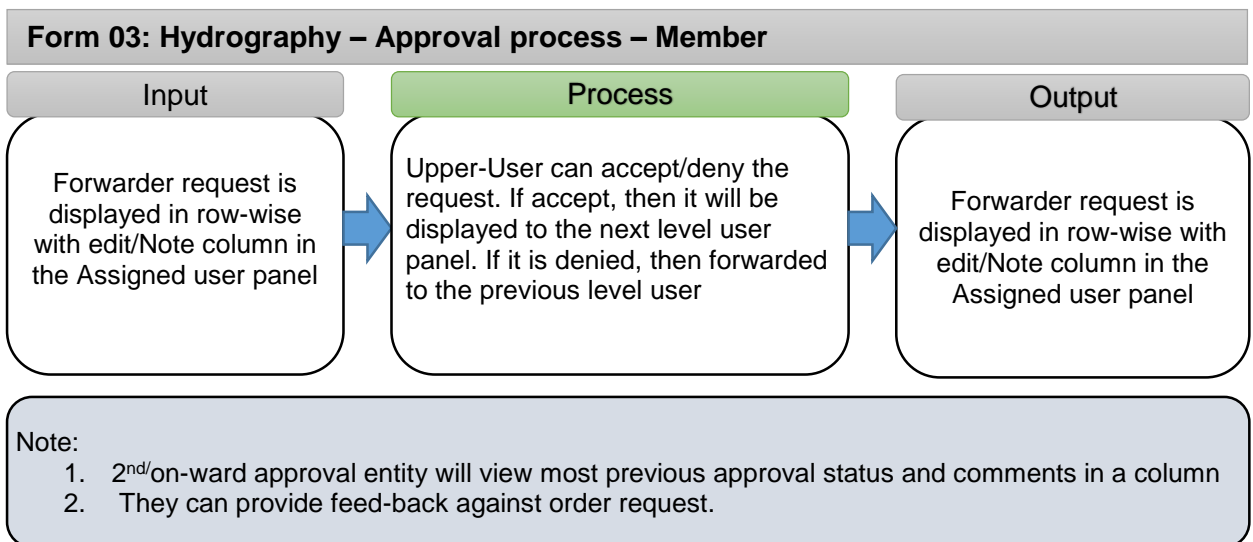 Form 03: Hydrography – Approval process – Member
Input
Process
Output
Forwarder request is
displayed in row-wise
with edit/Note column in
the Assigned user panel
Upper-User can accept/deny the
request. If accept, then it will be
displayed to the next level user
panel. If it is denied, then forwarded
to the previous level user
Forwarder request is
displayed in row-wise with
edit/Note column in the
Assigned user panel
Note:
1. 2nd/on-ward approval entity will view most previous approval status and comments in a column
2. They can provide feed-back against order request.